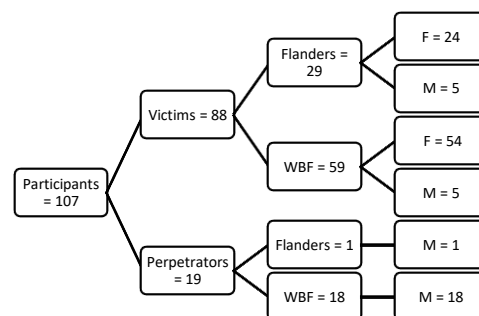 Participants
= 107
Victims = 88
Flanders =
29
F = 24
M = 5
WBF = 59
F = 54
M = 5
Perpetrators
= 19
Flanders = 1
M = 1
WBF = 18
M = 18